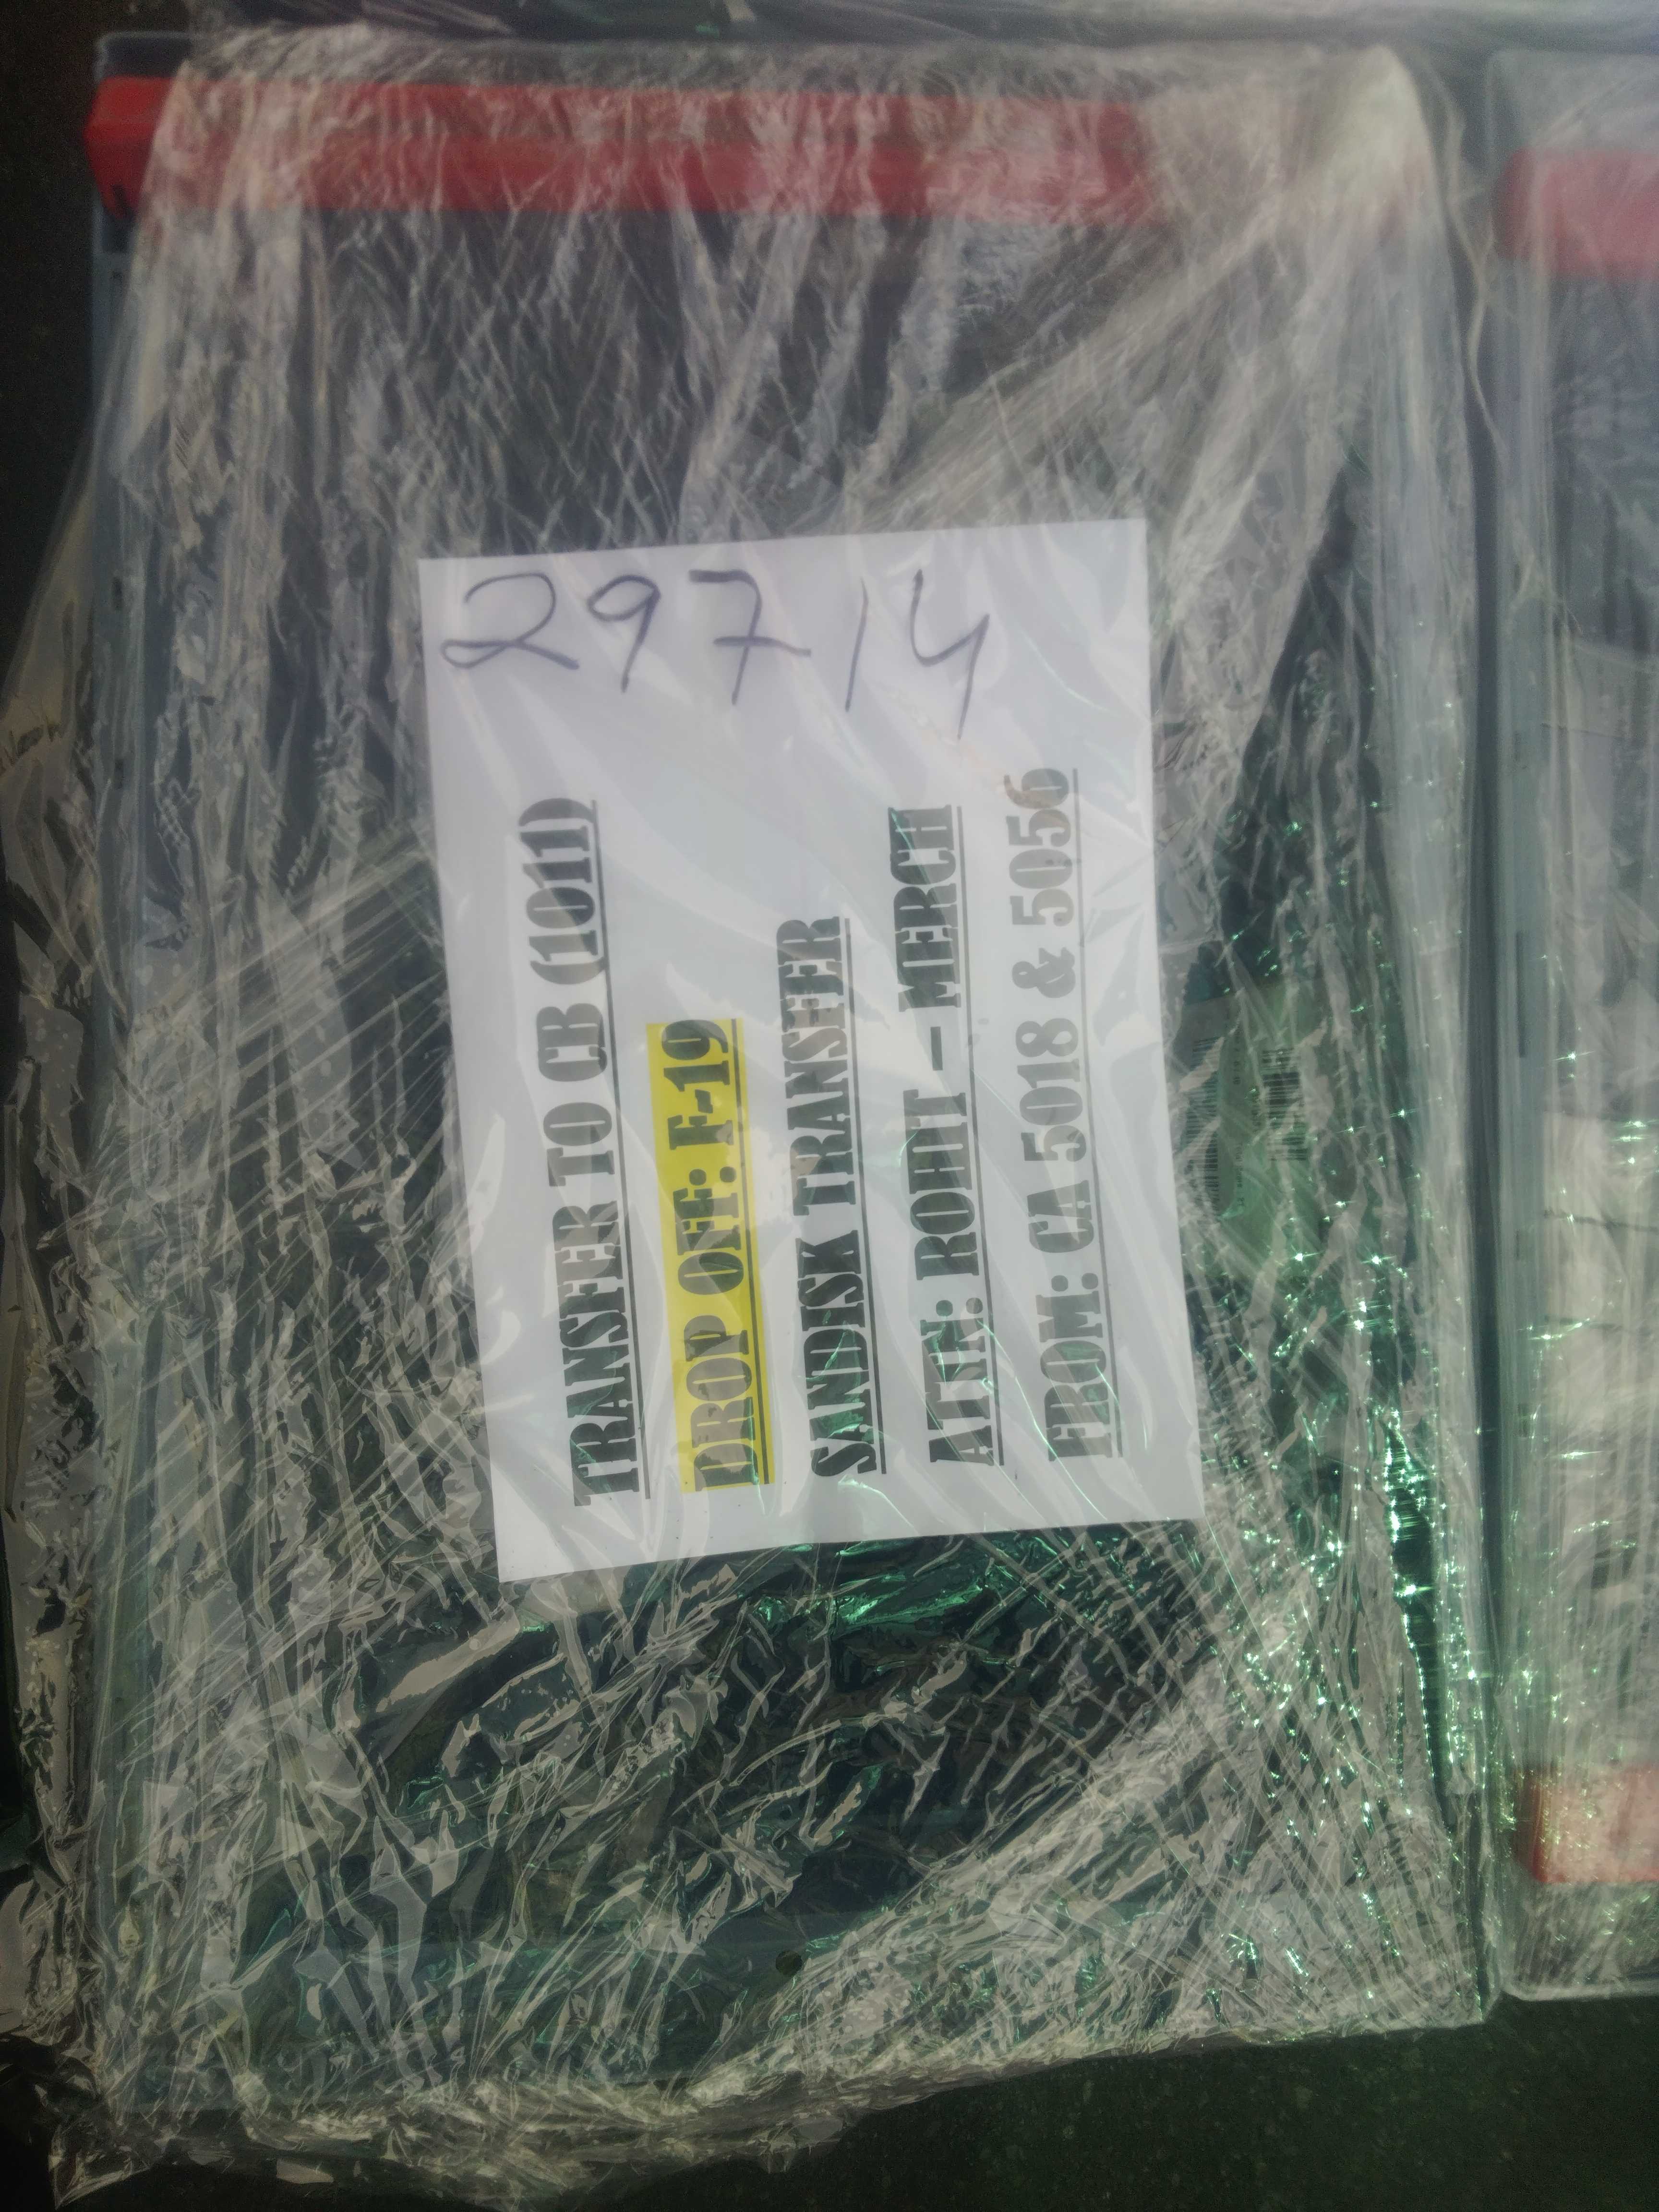 29714
TRANSFER TO CB (1011)
DROP OFF: F-19
SANDISK TRANSFER
ATTN: ROHIT – MERCH
FROM: CA 5018 & 5056